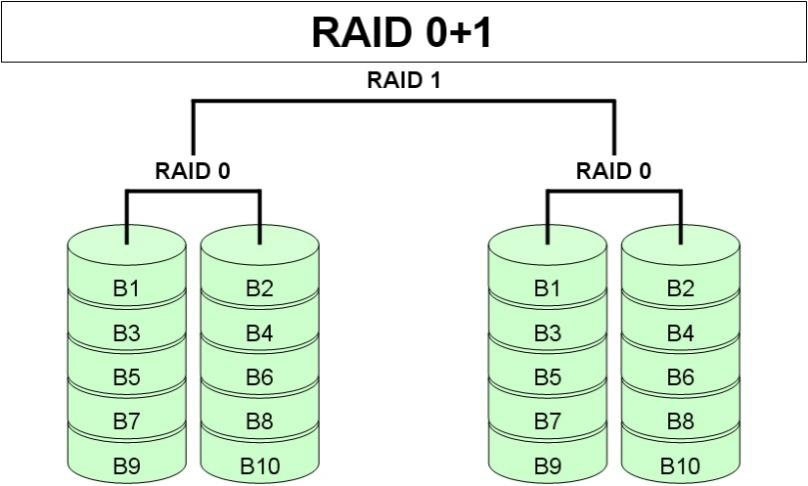 RAID 0+1
RAID 1
RAID 0 RAID 0
B1 B2 B1 B2
B3 B4 B3 B4
B5 B6 B5 B6
B7 B8 B7 B8
B9 B10 B9 B10